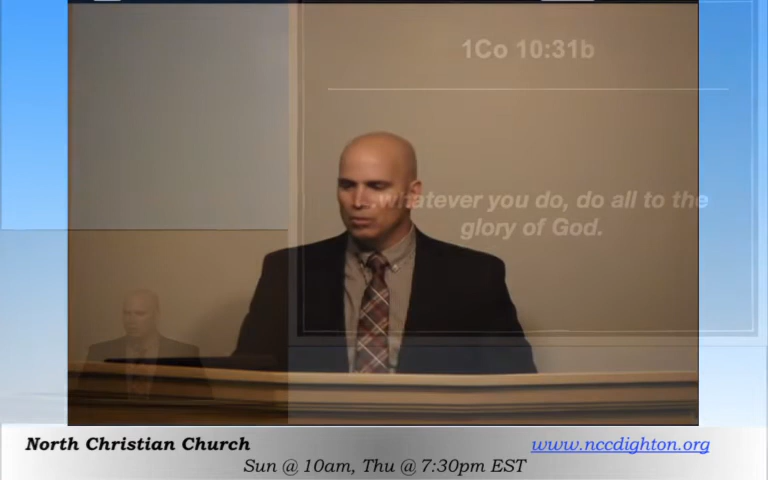 1Co 10:31b
...whatever you do, do all to the
glory of God.
North Christian Church
www.nccdighton.org
Sun @ 10am, Thu @ 7:30pm EST